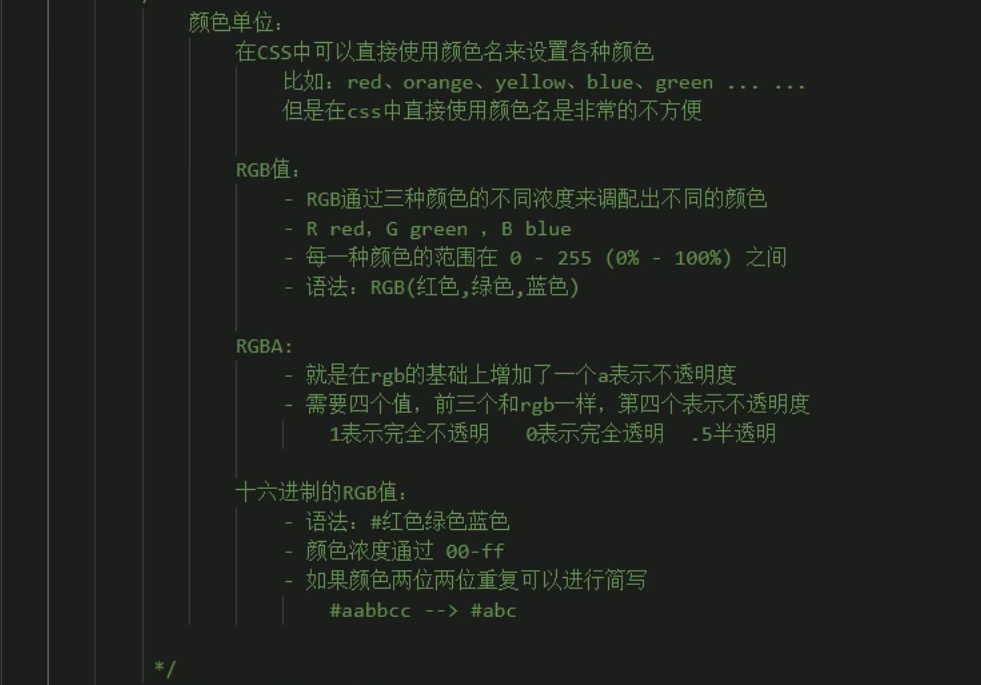 颜色单位：
在CSS中可以直接使用颜色名来设置各种颜色
比如：red、orange、yellow、blue、green ... ...
但是在css中直接使用颜色名是非常的不方便
RGB值：
- RGB通过三种颜色的不同浓度来调配出不同的颜色
- R red，G green ，B blue
- 每一种颜色的范围在 0 - 255 (0% - 100%) 之间
- 语法：RGB(红色,绿色,蓝色)
RGBA:
- 就是在rgb的基础上增加了一个a表示不透明度
- 需要四个值，前三个和rgb一样，第四个表示不透明度
1表示完全不透明 0表示完全透明 .5半透明
十六进制的RGB值：
- 语法：#红色绿色蓝色
- 颜色浓度通过 00-ff
- 如果颜色两位两位重复可以进行简写
#aabbcc --> #abc
*/